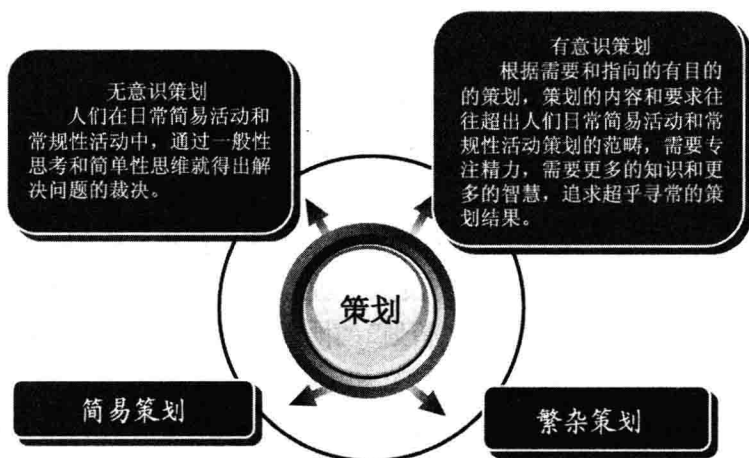 无意识策划
人们在日常简易活动和
常规性活动中，通过一般性
思考和简单性思维就得出解
决问题的裁决。
有意识策划
根据需要和指向的有目的
的策划，策划的内容和要求往
往超出人们日常简易活动和常
规性活动策划的范畴，需要专
注精力，需要更多的知识和更
多的智慧，追求超乎寻常的策
划结果。
策划
简易策划
繁杂策划